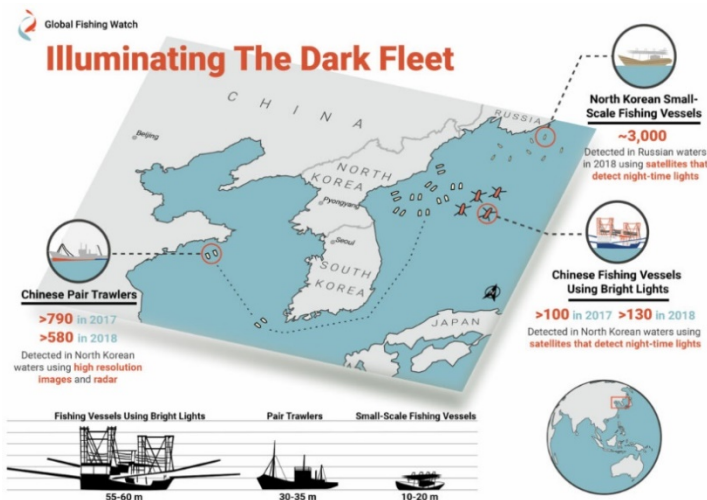 Global Fishing Watch
Illuminating The Dark Fleet
CHINA
RUSSIA
Beijing
NORTH
KOREA
Pyongyang
Seoul
SOUTH
KOREA
JAPAN
North Korean Small-
Scale Fishing Vessels
~3,000
Detected in Russian waters
in 2018 using satellites that
detect night-time lights
Chinese Fishing Vessels
Using Bright Lights
>100 in 2017 >130 in 2018
Detected in North Korean waters using
satellites that detect night-time lights
Chinese Pair Trawlers
>790 in 2017
>580 in 2018
Detected in North Korean
waters using high resolution
images and radar
Fishing Vessels Using Bright Lights
Pair Trawlers
Small-Scale Fishing Vessels
55-60 m
30-35 m
10-20 m